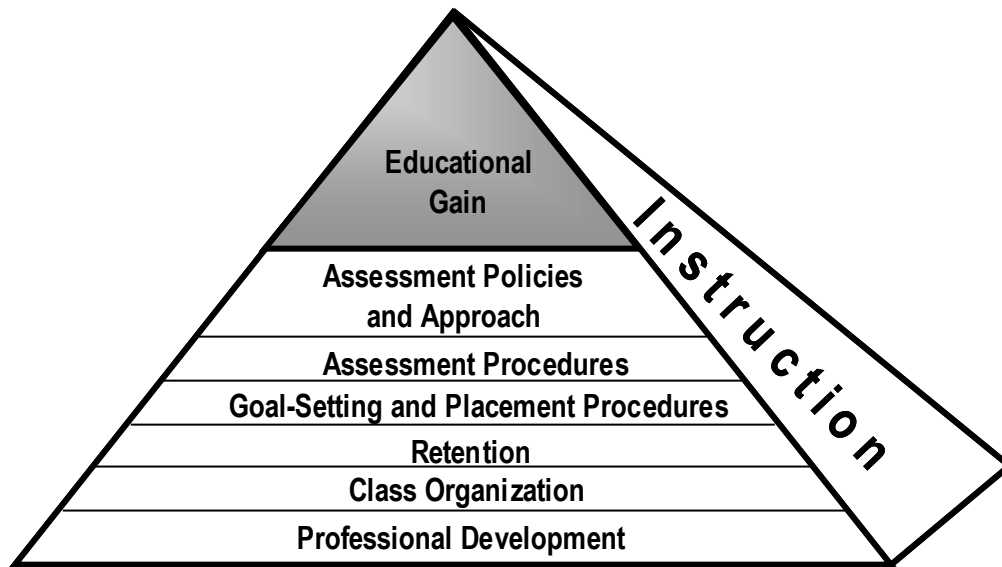 Educational
Gain
Instruction
Assessment Policies
and Approach
Assessment Procedures
Goal-Setting and Placement Procedures
Retention
Class Organization
Professional Development